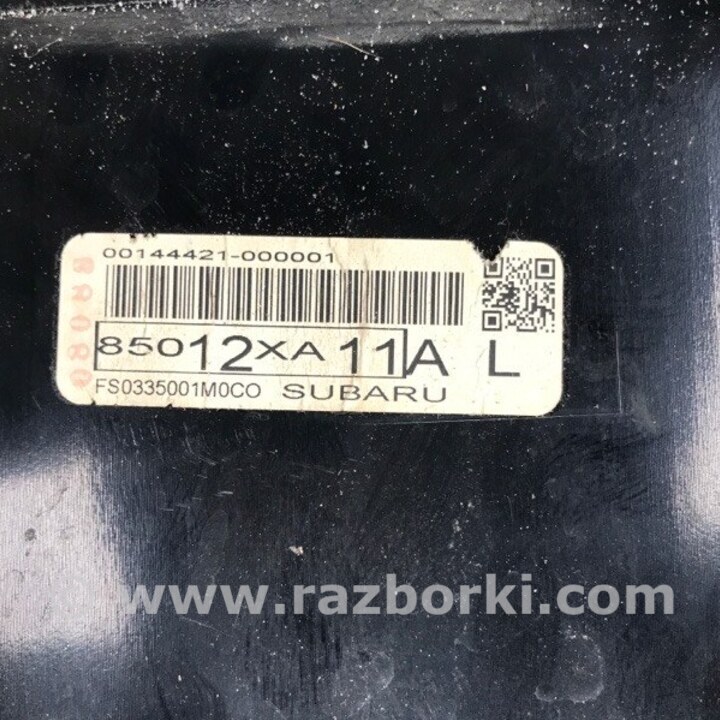 00144421-000001
85012XA11A L
FS0335001M0CO SUBARU
www.razborki.com